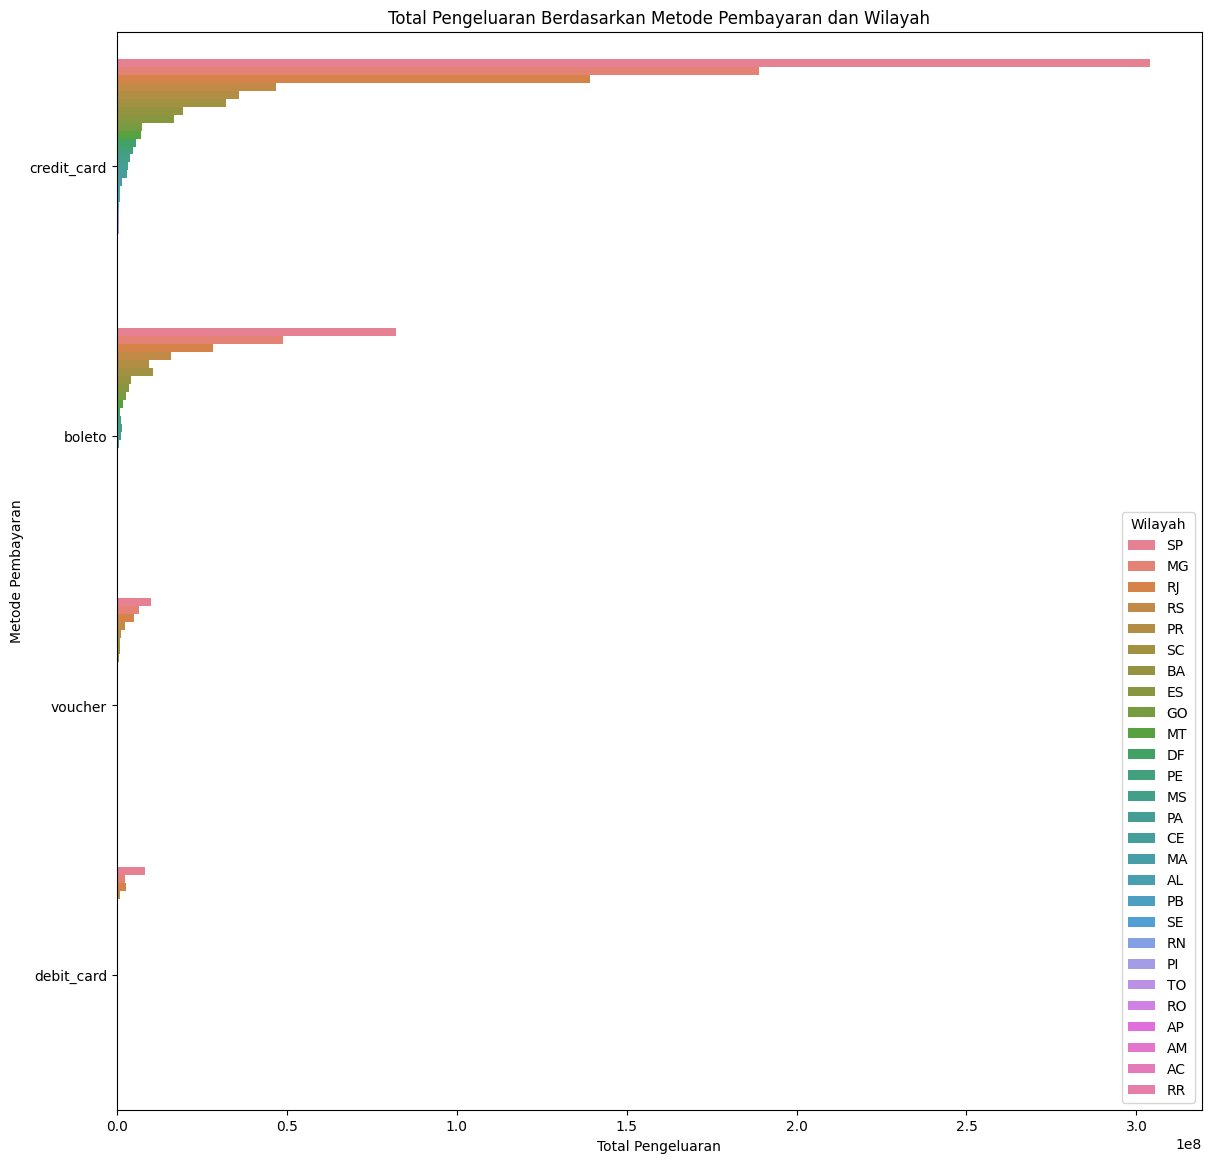 Total Pengeluaran Berdasarkan Metode Pembayaran dan Wilayah
Metode Pembayaran
credit_card
boleto
voucher
debit_card
Wilayah
SP
MG
RJ
RS
PR
SC
BA
ES
GO
MT
DF
PE
MS
PA
CE
MA
AL
PB
SE
RN
PI
TO
RO
AP
AM
AC
RR
0.0 0.5 1.0 1.5 2.0 2.5 3.0
1e8
Total Pengeluaran